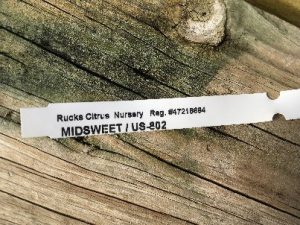 Rucks Citrus Nursery Reg. #47218684
MIDSWEET / US-802